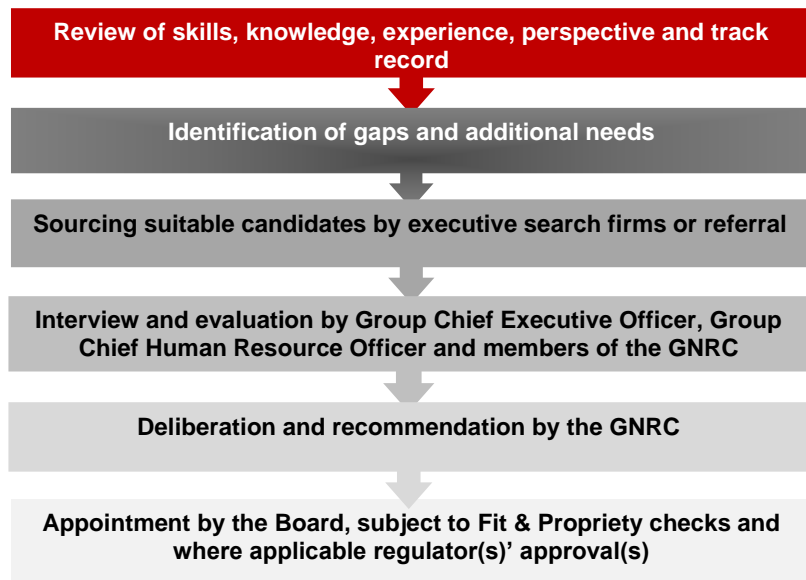 Review of skills, knowledge, experience, perspective and track
record
Identification of gaps and additional needs
Sourcing suitable candidates by executive search firms or referral
Interview and evaluation by Group Chief Executive Officer, Group
Chief Human Resource Officer and members of the GNRC
Deliberation and recommendation by the GNRC
Appointment by the Board, subject to Fit & Propriety checks and
where applicable regulator(s)’ approval(s)